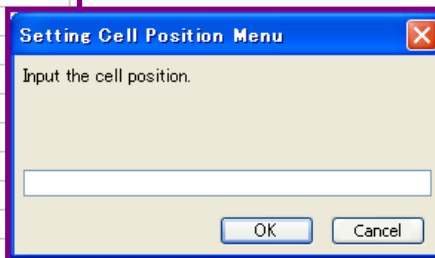 Setting Cell Position Menu
Input the cell position.
OK
Cancel